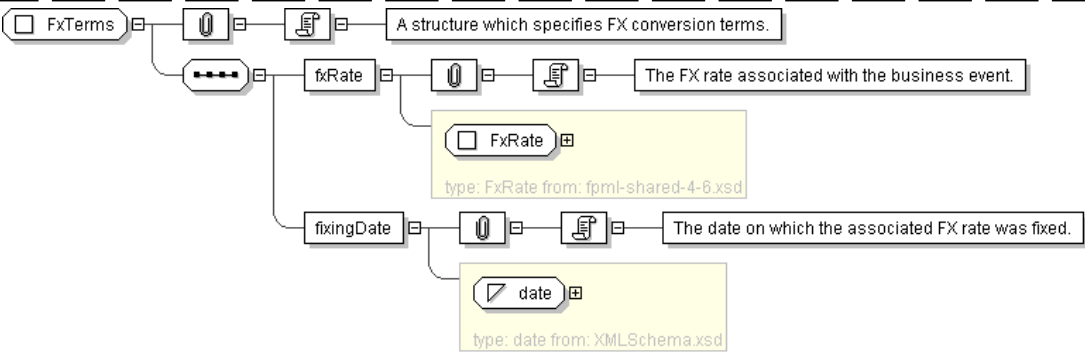 FxTerms
A structure which specifies FX conversion terms.
fxRate
The FX rate associated with the business event.
FxRate
type: FxRate from: fpml-shared-4-6.xsd
fixingDate
The date on which the associated FX rate was fixed.
date
type: date from: XMLSchema.xsd